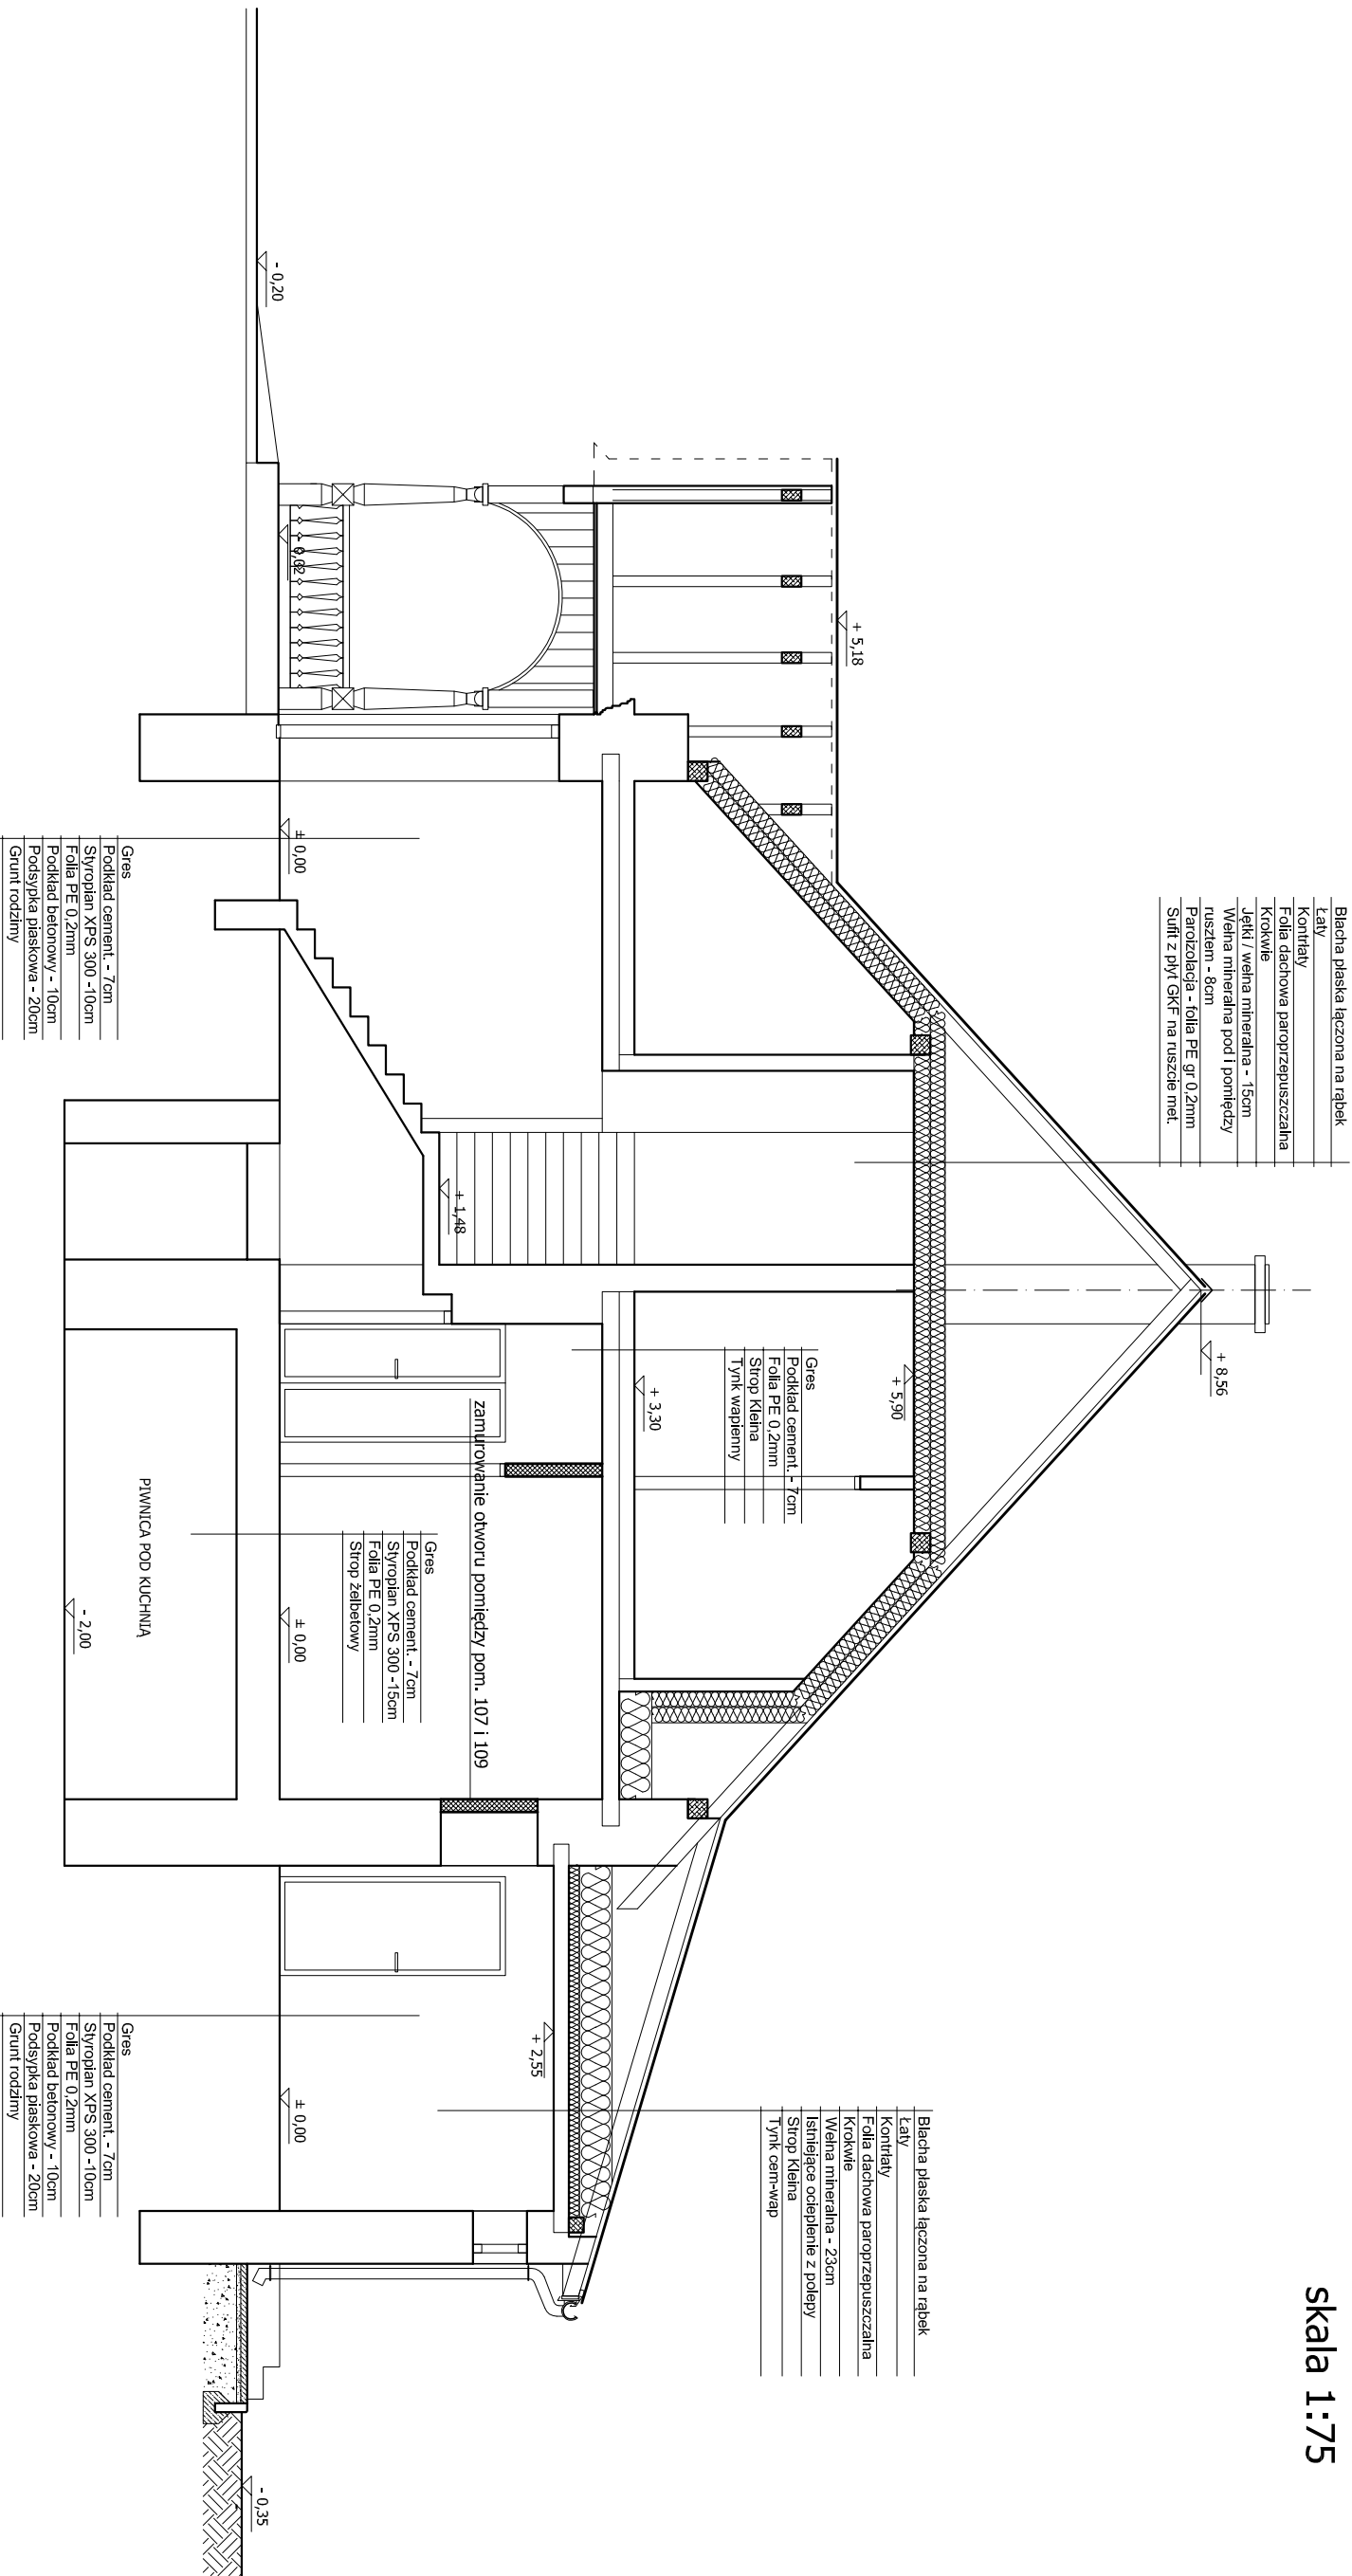 skala 1:75
Blacha płaska łączona na rąbek
Łaty
Kontrłaty
Folia dachowa paroprzepuszczalna
Krokwie
Jętki / wełna mineralna - 15cm
Wełna mineralna pod i pomiędzy
rusztem - 8cm
Paroizolacja - folia PE gr 0,2mm
Sufit z płyt GKF na ruszcie met.
+ 8,56
+ 5,18
+ 5,90
Blacha płaska łączona na rąbek
Łaty
Kontrłaty
Folia dachowa paroprzepuszczalna
Krokwie
Wełna mineralna - 23cm
Istniejące ocieplenie z polepy
Strop Kleina
Tynk cem-wap
Gres
Podkład cement. - 7cm
Folia PE 0,2mm
Strop Kleina
Tynk wapienny
+ 3,30
+ 2,55
zamurowanie otworu pomiędzy pom. 107 i 109
+ 1,48
Gres
Podkład cement. - 7cm
Styropian XPS 300 -15cm
Folia PE 0,2mm
Strop żelbetowy
- 0,20
- 0,02
± 0,00
± 0,00
± 0,00
- 0,35
PIWNICA POD KUCHNIĄ
- 2,00
Gres
Podkład cement. - 7cm
Styropian XPS 300 -10cm
Folia PE 0,2mm
Podkład betonowy - 10cm
Podsypka piaskowa - 20cm
Grunt rodzimy
Gres
Podkład cement. - 7cm
Styropian XPS 300 -10cm
Folia PE 0,2mm
Podkład betonowy - 10cm
Podsypka piaskowa - 20cm
Grunt rodzimy